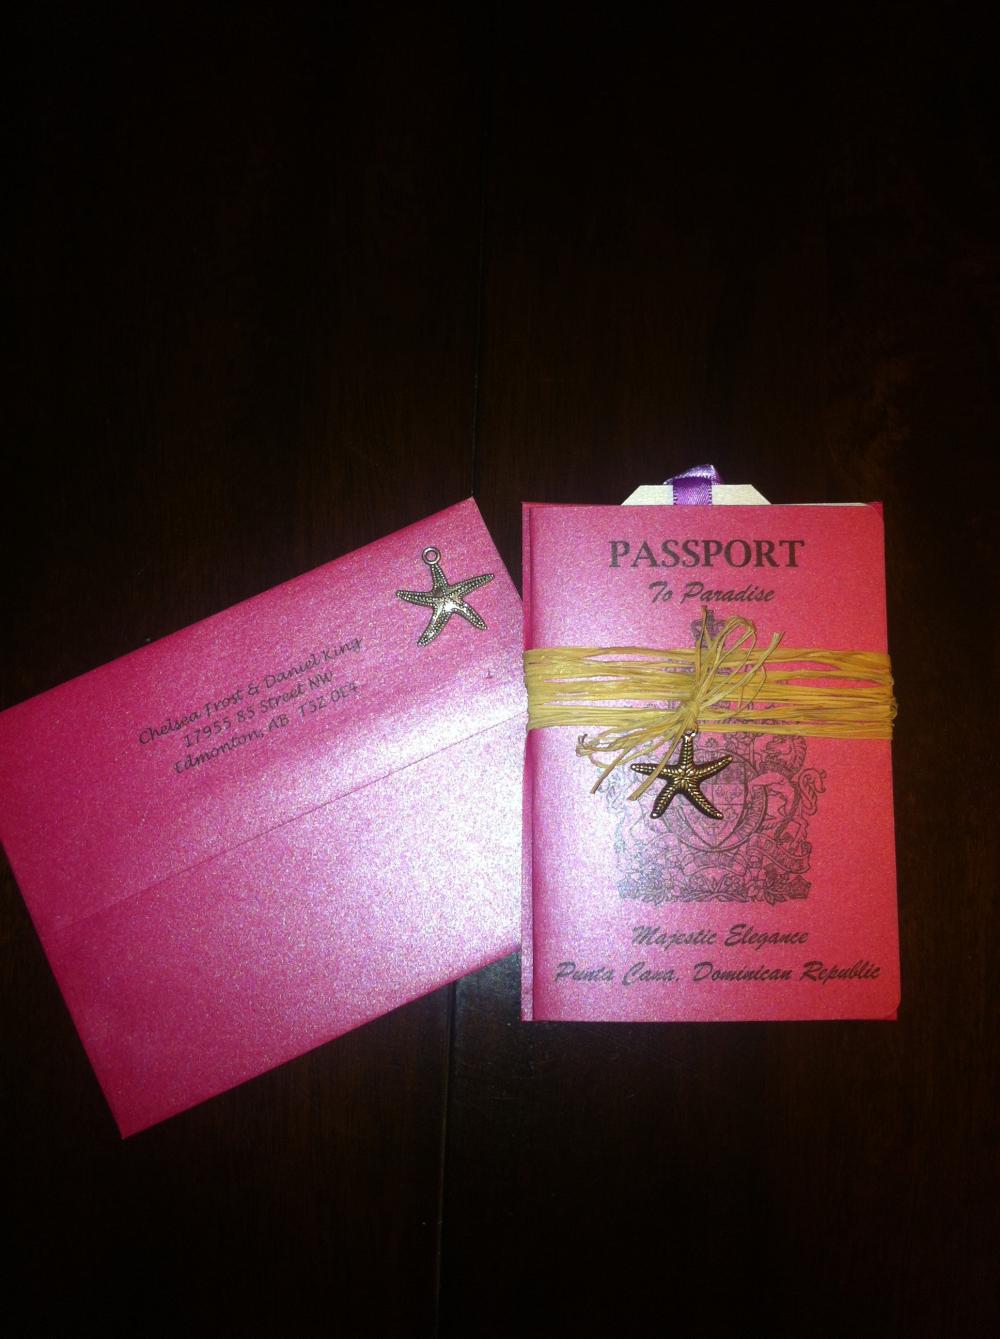 Chelsea Frost & Daniel King
17955 85 Street NW
Edmonton, AB T5Z 0E4
PASSPORT
To Paradise
Majestic Elegance
Punta Cana, Dominican Republic